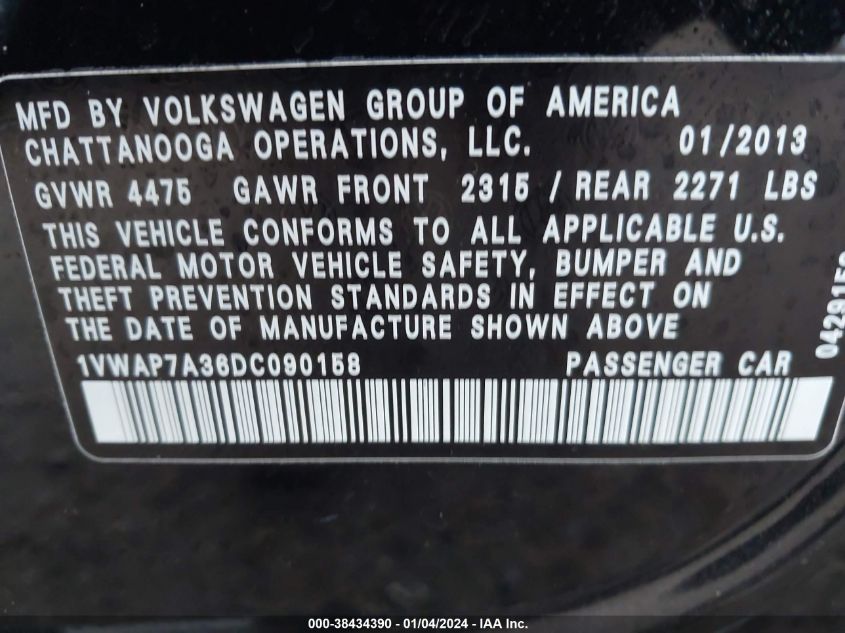 MFD BY VOLKSWAGEN GROUP OF AMERICA
CHATTANOOGA OPERATIONS, LLC. 01/2013
GVWR 4475 GAWR FRONT 2315 / REAR 2271 LBS
THIS VEHICLE CONFORMS TO ALL APPLICABLE U.S.
FEDERAL MOTOR VEHICLE SAFETY, BUMPER AND
THEFT PREVENTION STANDARDS IN EFFECT ON
THE DATE OF MANUFACTURE SHOWN ABOVE
1VWAP7A36DC090158 PASSENGER CAR
000-38434390 - 01/04/2024 - IAA Inc.